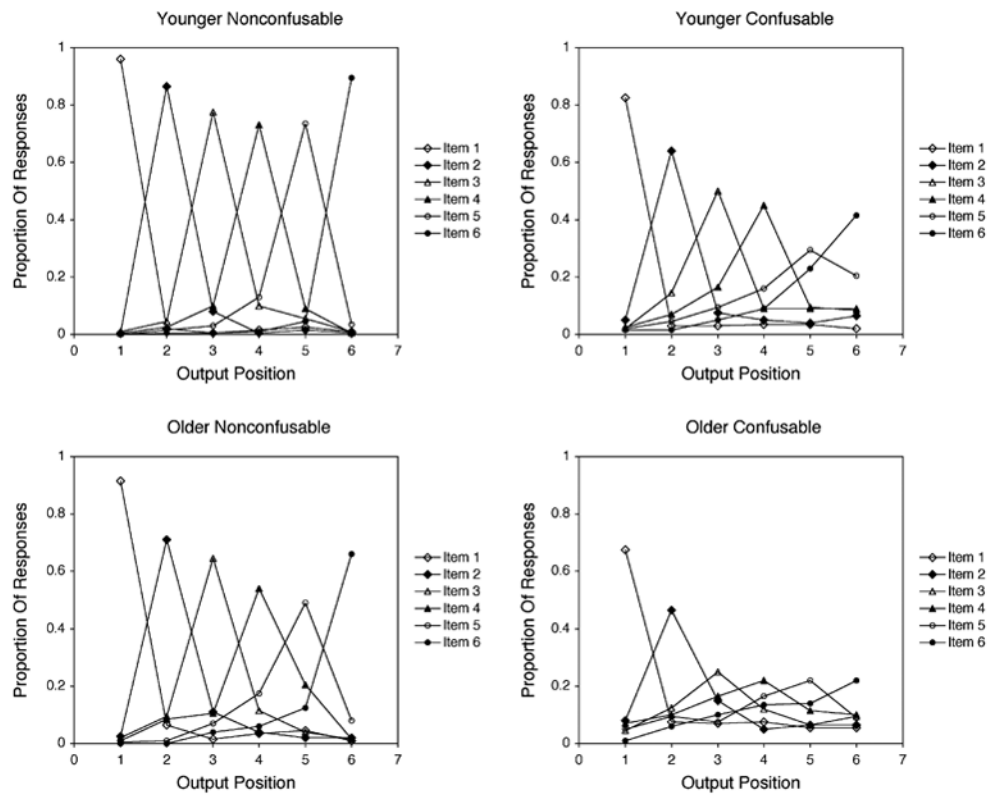 Younger Nonconfusable
Proportion Of Responses
1
0.8
0.6
0.4
0.2
0
0 1 2 3 4 5 6 7
Output Position
Item 1
Item 2
Item 3
Item 4
Item 5
Item 6
Younger Confusable
Proportion Of Responses
1
0.8
0.6
0.4
0.2
0
0 1 2 3 4 5 6 7
Output Position
Item 1
Item 2
Item 3
Item 4
Item 5
Item 6
Older Nonconfusable
Proportion Of Responses
1
0.8
0.6
0.4
0.2
0
0 1 2 3 4 5 6 7
Output Position
Item 1
Item 2
Item 3
Item 4
Item 5
Item 6
Older Confusable
Proportion Of Responses
1
0.8
0.6
0.4
0.2
0
0 1 2 3 4 5 6 7
Output Position
Item 1
Item 2
Item 3
Item 4
Item 5
Item 6